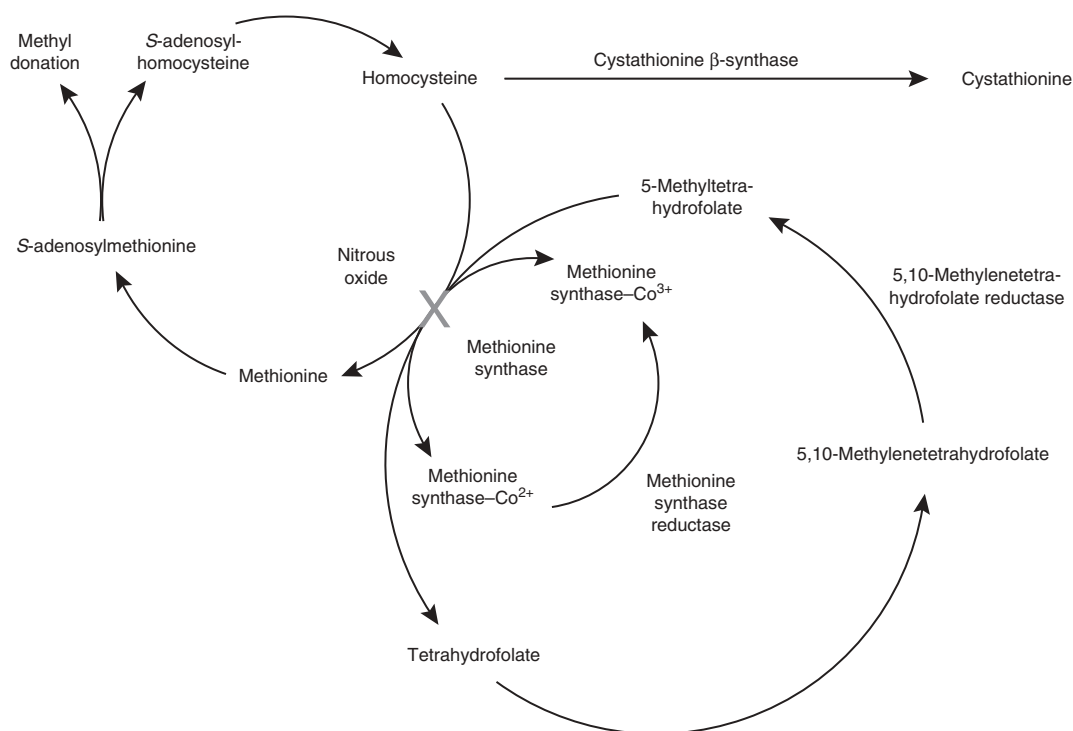 Methyl
donation
S-adenosyl-
homocysteine
Homocysteine
Cystathionine β-synthase
Cystathionine
5-Methyltetra-
hydrofolate
S-adenosylmethionine
Nitrous
oxide
X
Methionine
synthase–Co³⁺
5,10-Methylenetetra-
hydrofolate reductase
Methionine
synthase
Methionine
5,10-Methylenetetrahydrofolate
Methionine
synthase–Co²⁺
Methionine
synthase
reductase
Tetrahydrofolate